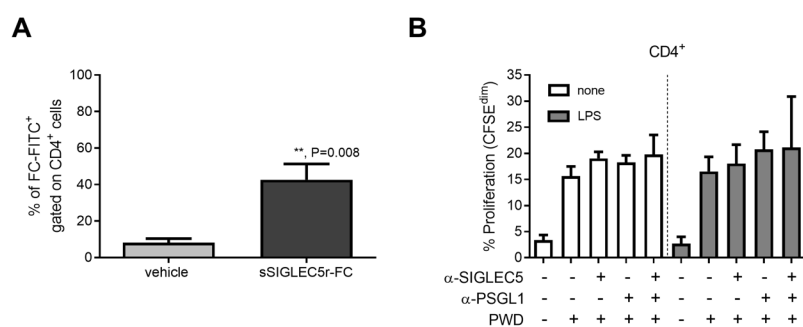 A
% of FC-FITC⁺
gated on CD4⁺ cells
100
80
60
40
20
0
**, P=0.008
vehicle
sSIGLEC5r-FC
B
CD4⁺
% Proliferation (CFSEᵈⁱᵐ)
35
30
25
20
15
10
5
0
none
LPS
α-SIGLEC5 - - + - + - - + - +
α-PSGL1 - - - + + - - - + +
PWD - + + + + - + + + +